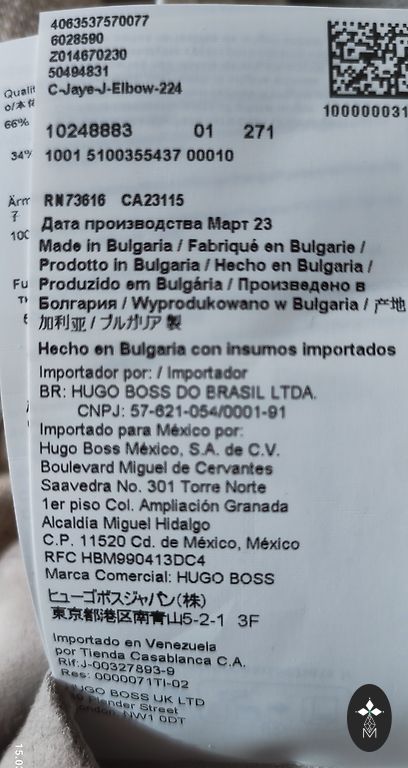 4063537570077
6028590
Z014670230
50494831
C-Jaye-J-Elbow-224
100000031
10248883 01 271
1001 5100355437 00010
RN73616 CA23115
Дата производства Март 23
Made in Bulgaria / Fabriqué en Bulgarie /
Prodotto in Bulgaria / Hecho en Bulgaria /
Produzido em Bulgária / Произведено в
Болгария / Wyprodukowano w Bulgaria / 产地
加利亚 / ブルガリア 製
Hecho en Bulgaria con insumos importados
Importador por: / Importador
BR: HUGO BOSS DO BRASIL LTDA.
CNPJ: 57-621-054/0001-91
Importado para México por:
Hugo Boss México, S.A. de C.V.
Boulevard Miguel de Cervantes
Saavedra No. 301 Torre Norte
1er piso Col. Ampliación Granada
Alcaldía Miguel Hidalgo
C.P. 11520 Cd. de México, México
RFC HBM990413DC4
Marca Comercial: HUGO BOSS
ヒューゴボスジャパン(株)
東京都港区南青山5-2-1 3F
Importado en Venezuela
por Tienda Casablanca C.A.
Rif:J-00327893-9
Res: 0000071TI-02
HUGO BOSS UK LTD
Street
London NW1 0DT
66%
34%